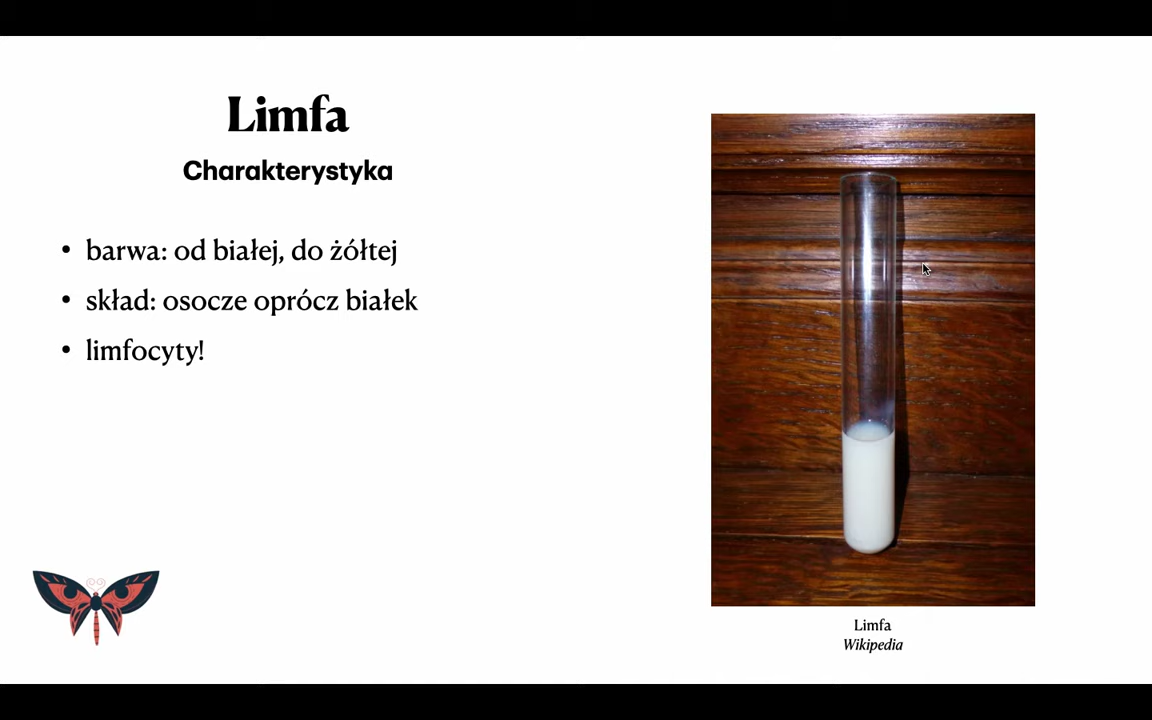 Limfa
Charakterystyka
• barwa: od białej, do żółtej
• skład: osocze oprócz białek
• limfocyty!
Limfa
Wikipedia